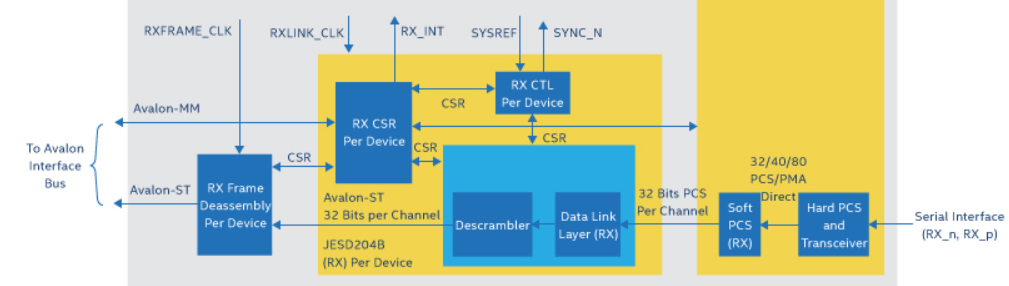 RXFRAME_CLK
RXLINK_CLK
RX_INT
SYSREF
SYNC_N
RX CTL
Per Device
CSR
Avalon-MM
RX CSR
Per Device
CSR
CSR
To Avalon
Interface
Bus
CSR
Avalon-ST
RX Frame
Deassembly
Per Device
Avalon-ST
32 Bits per Channel
Descrambler
Data Link
Layer (RX)
32 Bits PCS
Per Channel
32/40/80
PCS/PMA
Direct
Soft
PCS
(RX)
Hard PCS
and
Transceiver
Serial Interface
(RX_n, RX_p)
JESD204B
(RX) Per Device